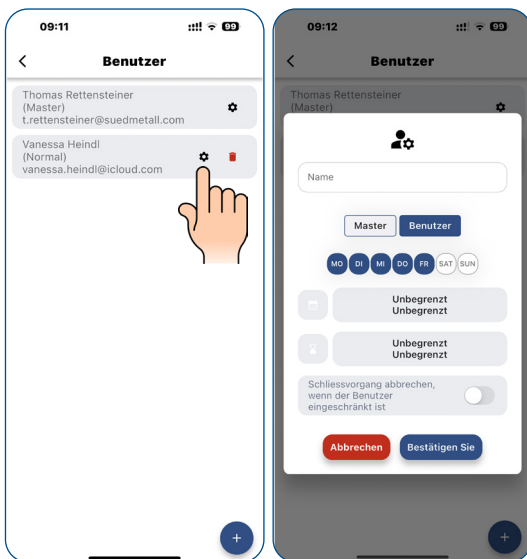 09:11
99
Benutzer
Thomas Rettensteiner
(Master)
t.rettensteiner@suedmetall.com
Vanessa Heindl
(Normal)
vanessa.heindl@icloud.com
+
09:12
99
Benutzer
Thomas Rettensteiner
(Master)
Name
Master Benutzer
MO DI MI DO FR SAT SUN
Unbegrenzt
Unbegrenzt
Unbegrenzt
Unbegrenzt
Schliessvorgang abbrechen,
wenn der Benutzer
eingeschränkt ist
Abbrechen Bestätigen Sie
+